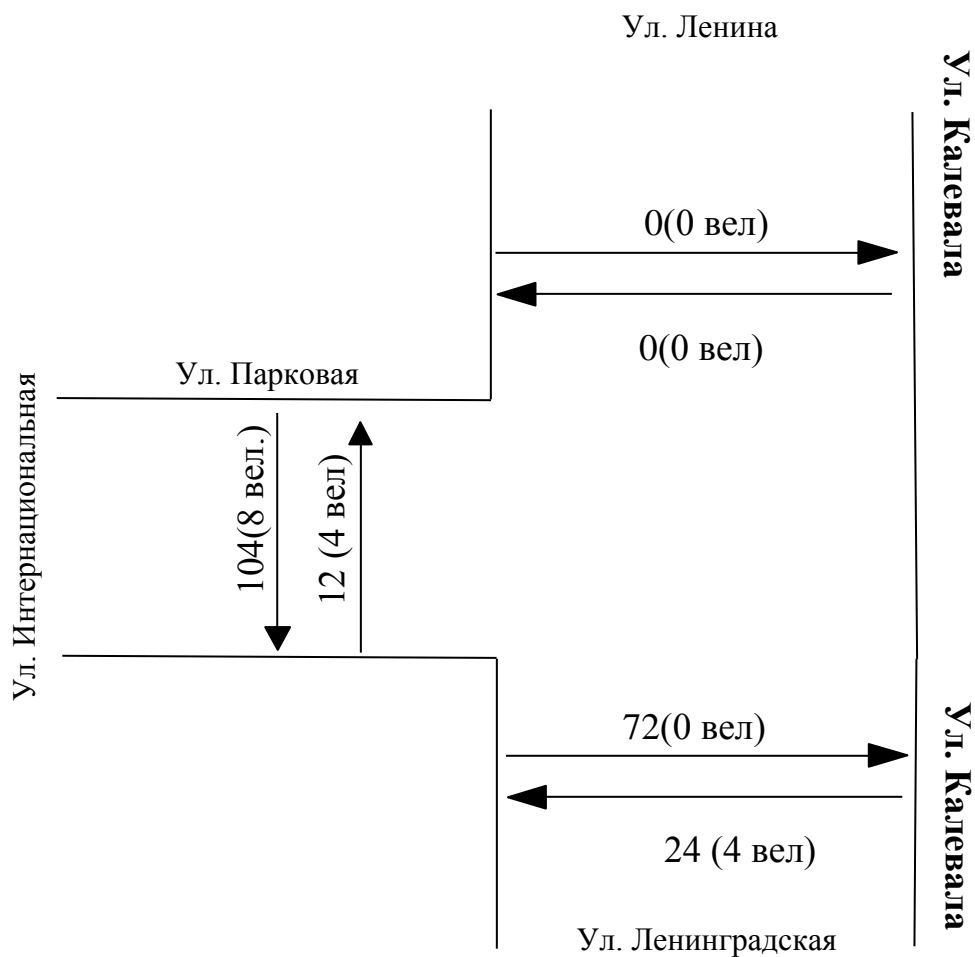 Ул. Ленина
Ул. Калевала
0(0 вел)
0(0 вел)
Ул. Парковая
Ул. Интернациональная
104(8 вел.)
12 (4 вел)
72(0 вел)
Ул. Калевала
24 (4 вел)
Ул. Ленинградская